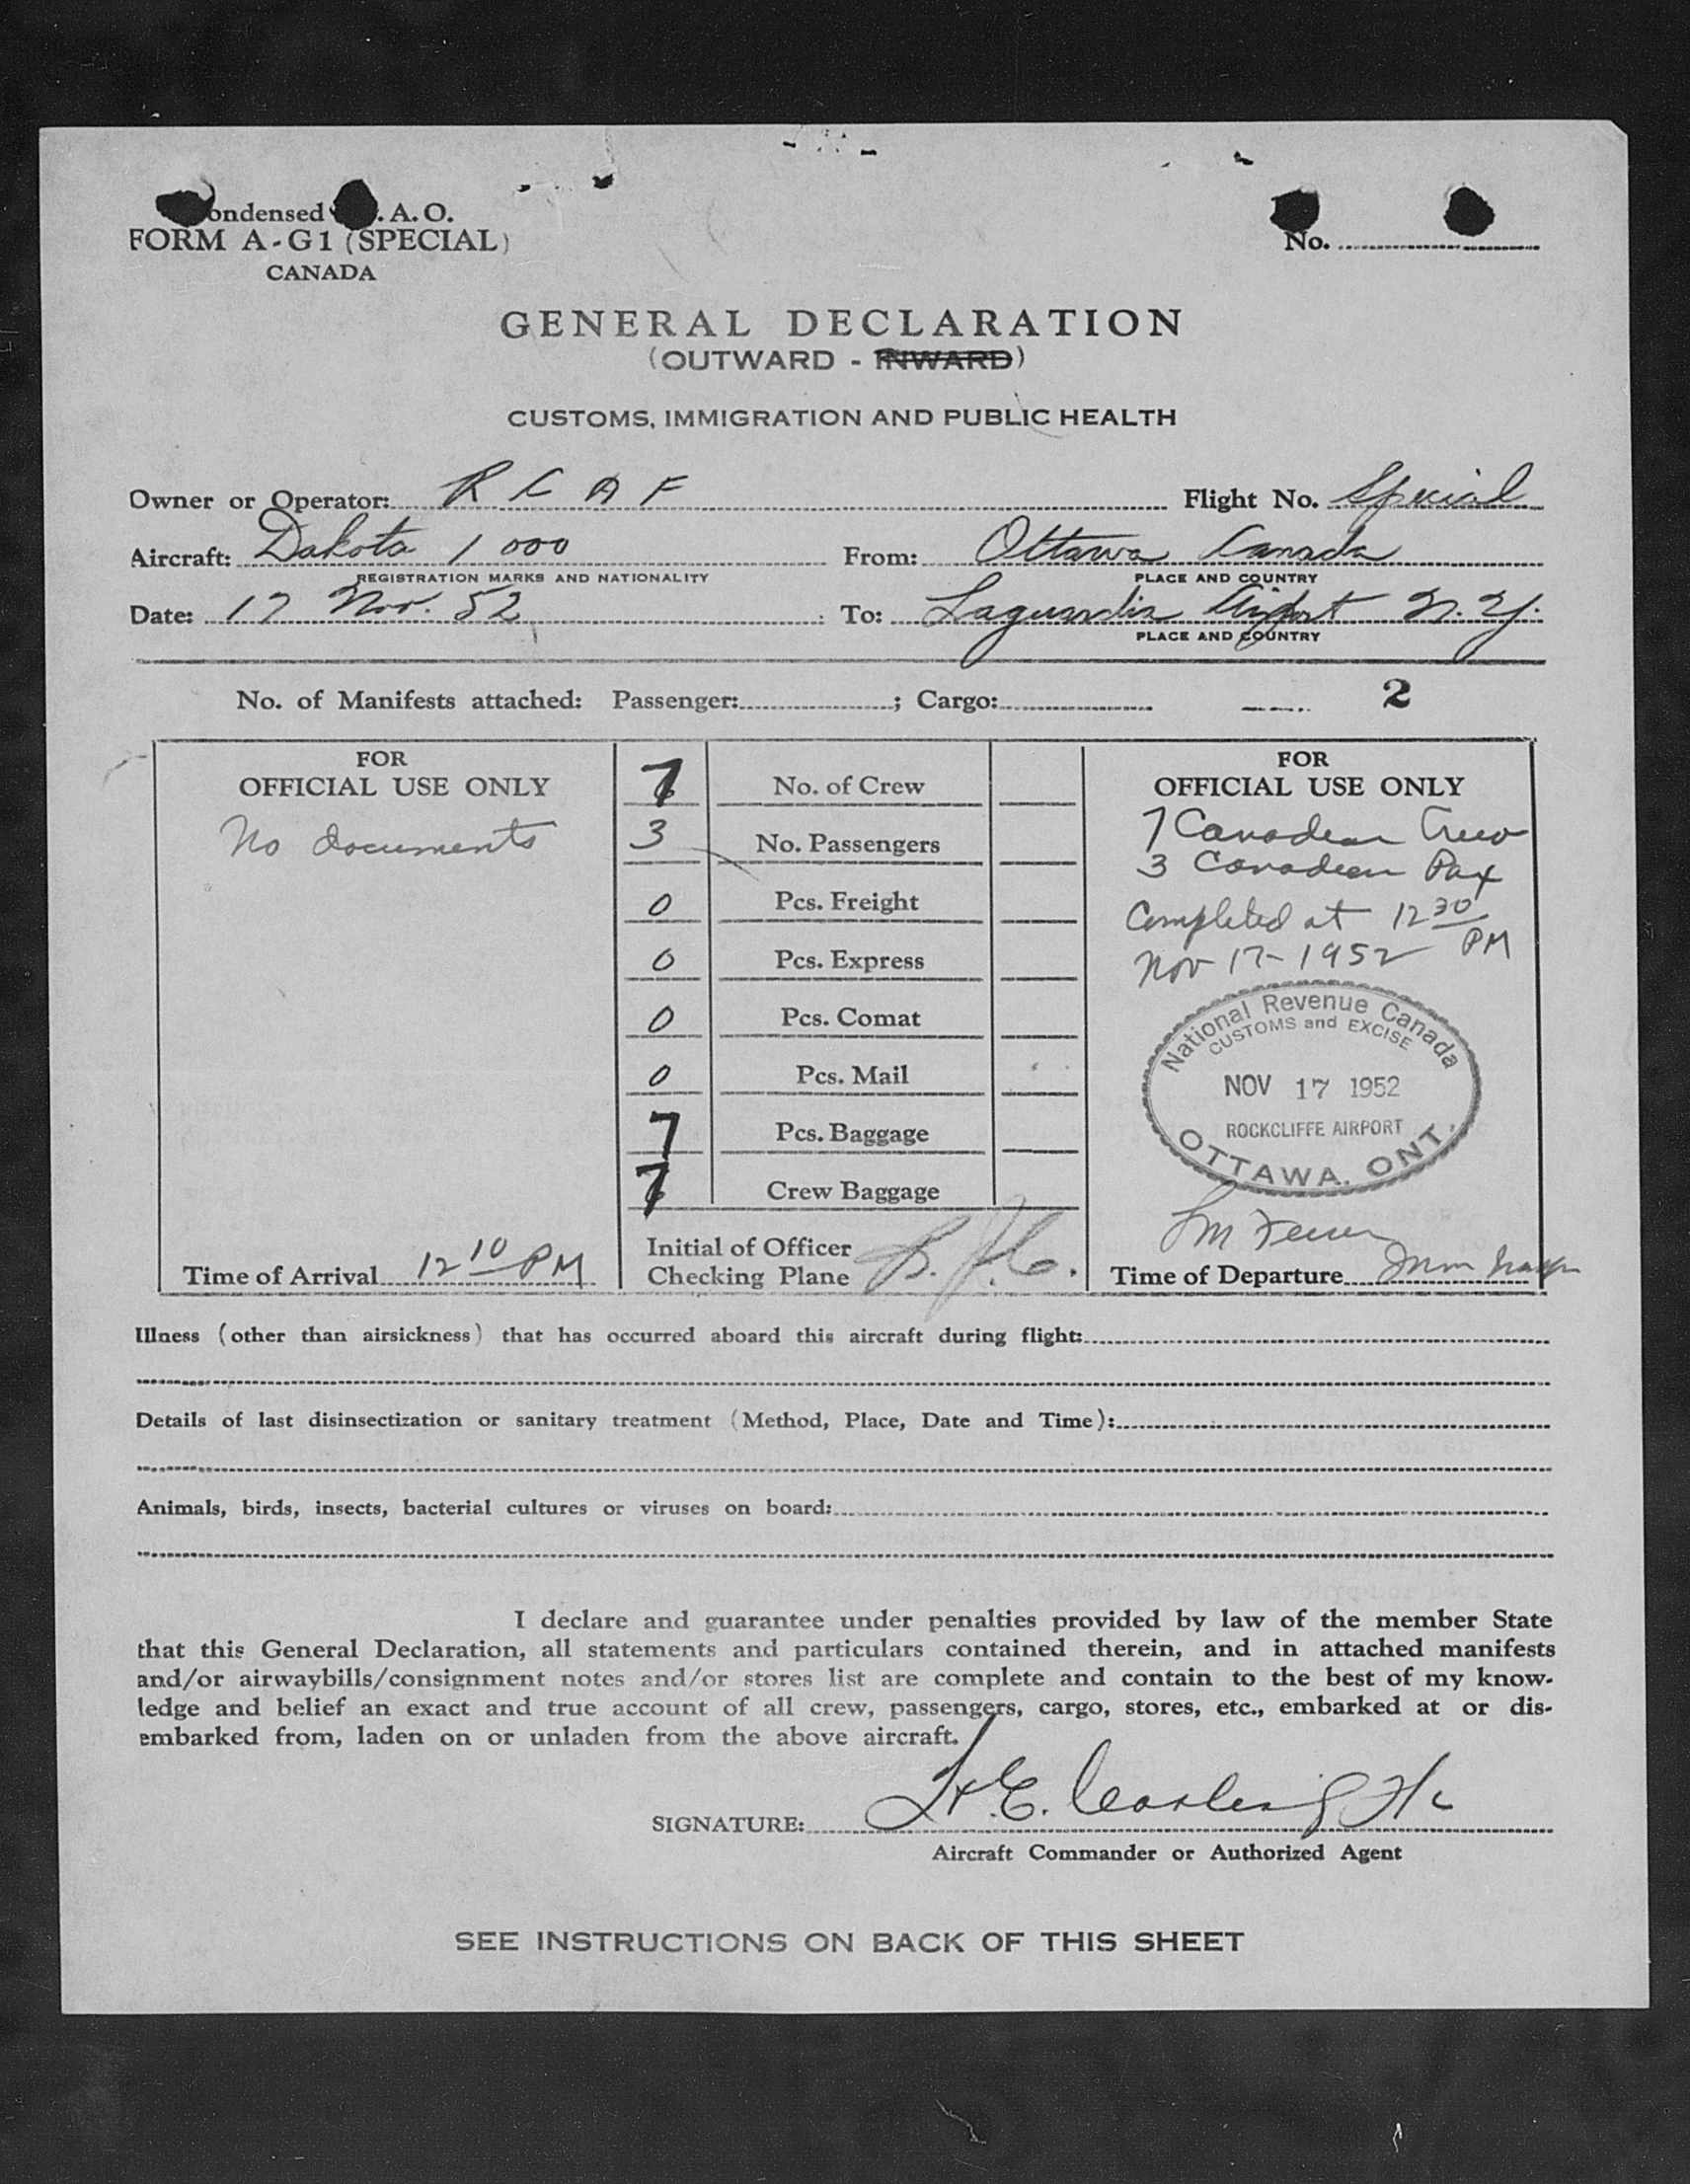 ondensed .A.O.
FORM A-G1 (SPECIAL)
CANADA
No.
GENERAL DECLARATION
(OUTWARD - INWARD)
CUSTOMS, IMMIGRATION AND PUBLIC HEALTH
Owner or Operator: R C A F Flight No. Special
Aircraft: Dakota 1000 From: Ottawa Canada
REGISTRATION MARKS AND NATIONALITY PLACE AND COUNTRY
Date: 17 Nov. 52 To: Laguardia Airport N.Y.
PLACE AND COUNTRY
No. of Manifests attached: Passenger: ; Cargo: 2
FOR
OFFICIAL USE ONLY
No documents
Time of Arrival 12 10 PM
7 No. of Crew
3 No. Passengers
0 Pcs. Freight
0 Pcs. Express
0 Pcs. Comat
0 Pcs. Mail
7 Pcs. Baggage
7 Crew Baggage
Initial of Officer
Checking Plane
FOR
OFFICIAL USE ONLY
7 Canadian Crew
3 Canadian Pax
Completed at 12 30 PM
Nov 17-1952
National Revenue Canada
CUSTOMS and EXCISE
NOV 17 1952
ROCKCLIFFE AIRPORT
OTTAWA. ONT.
Time of Departure
Illness (other than airsickness) that has occurred aboard this aircraft during flight:
Details of last disinsectization or sanitary treatment (Method, Place, Date and Time):
Animals, birds, insects, bacterial cultures or viruses on board:
I declare and guarantee under penalties provided by law of the member State
that this General Declaration, all statements and particulars contained therein, and in attached manifests
and/or airwaybills/consignment notes and/or stores list are complete and contain to the best of my know-
ledge and belief an exact and true account of all crew, passengers, cargo, stores, etc., embarked at or dis-
embarked from, laden on or unladen from the above aircraft.
SIGNATURE: H.E.
Aircraft Commander or Authorized Agent
SEE INSTRUCTIONS ON BACK OF THIS SHEET